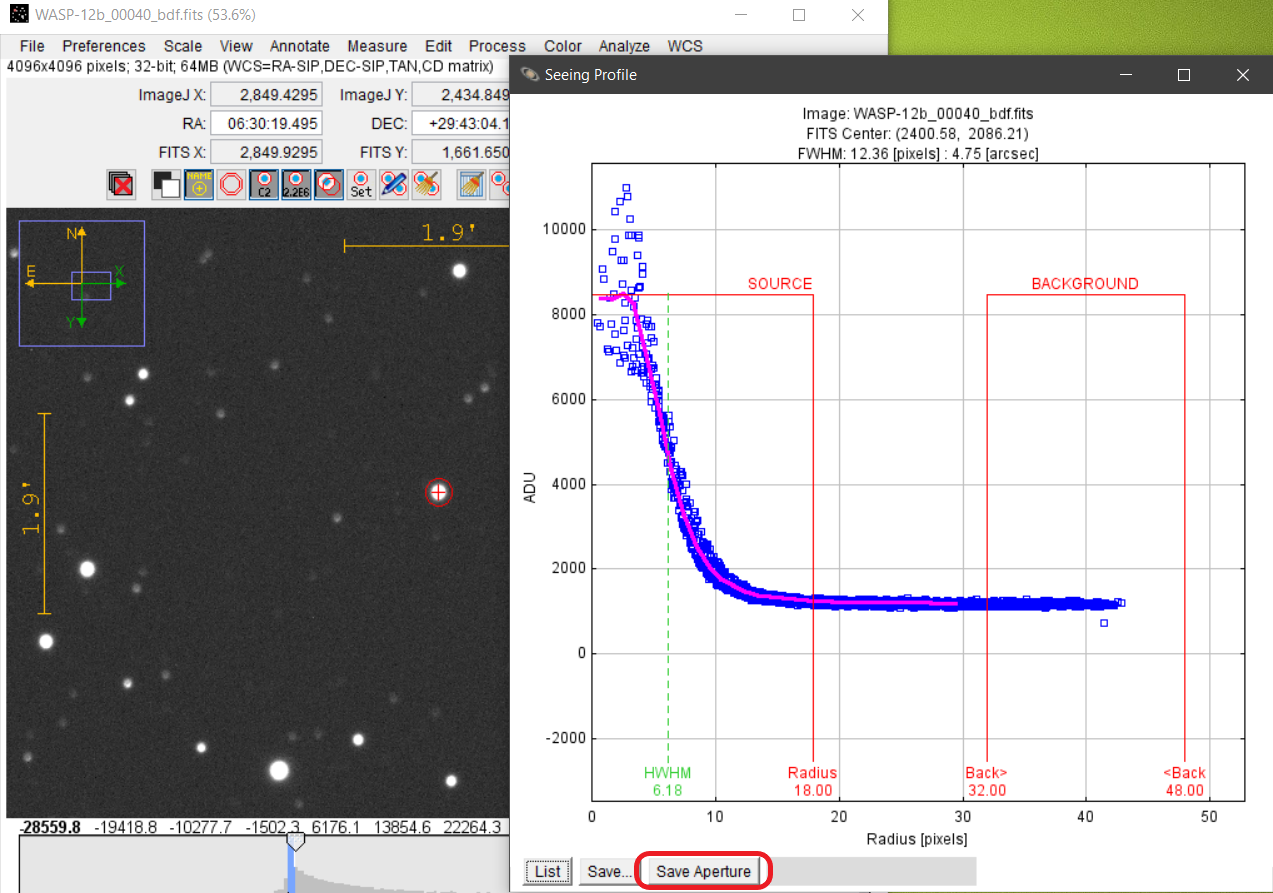 WASP-12b_00040_bdf.fits (53.6%)
File Preferences Scale View Annotate Measure Edit Process Color Analyze WCS
4096x4096 pixels; 32-bit; 64MB (WCS=RA-SIP,DEC-SIP,TAN,CD matrix)
ImageJ X: 2,849.4295 ImageJ Y: 2,434.849
RA: 06:30:19.495 DEC: +29:43:04.1
FITS X: 2,849.9295 FITS Y: 1,661.650
NAME C2 2.2E6 Set
N
E X
Y
1.9'
1.9'
-28559.8 -19418.8 -10277.7 -1502.3 6176.1 13854.6 22264.3
Seeing Profile
Image: WASP-12b_00040_bdf.fits
FITS Center: (2400.58, 2086.21)
FWHM: 12.36 [pixels] : 4.75 [arcsec]
SOURCE BACKGROUND
10000
8000
6000
4000
2000
0
-2000
ADU
HWHM Radius Back> <Back
6.18 18.00 32.00 48.00
0 10 20 30 40 50
Radius [pixels]
List Save... Save Aperture